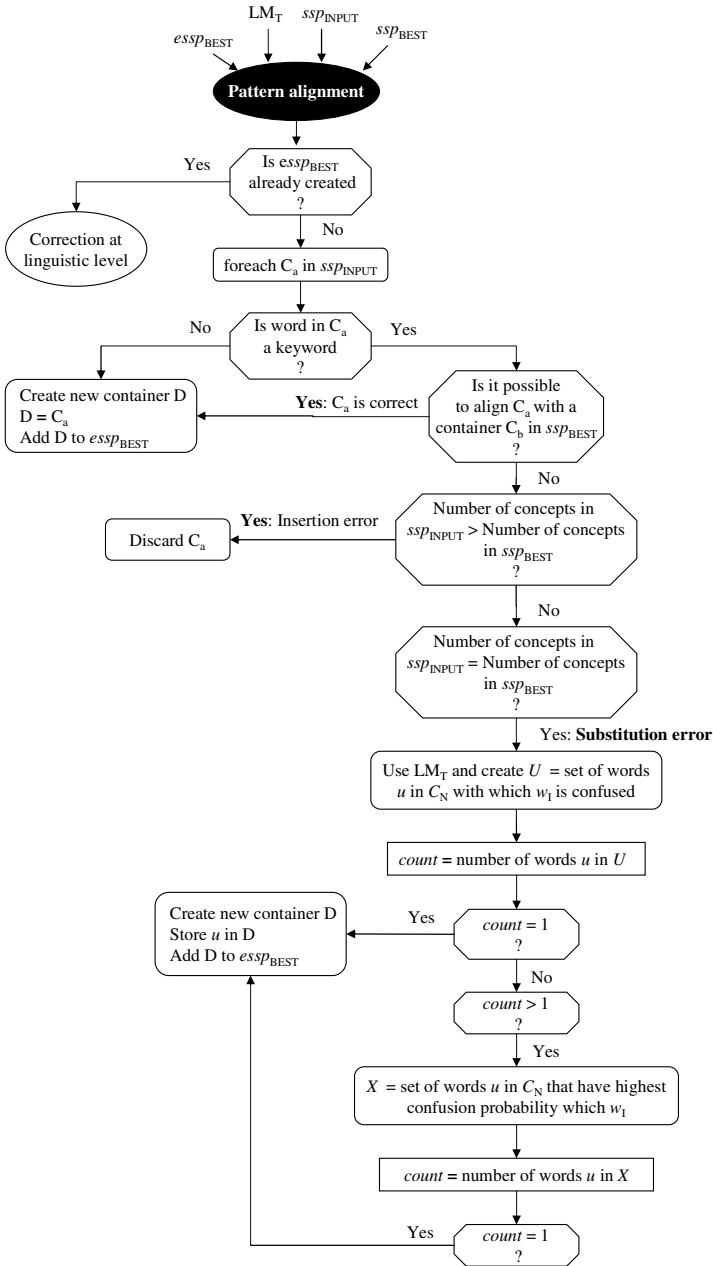 LM_T
ssp_INPUT
essp_BEST
ssp_BEST
Pattern alignment
Yes
Is essp_BEST
already created
?
No
Correction at
linguistic level
foreach C_a in ssp_INPUT
No
Is word in C_a
a keyword
?
Yes
Create new container D
D = C_a
Add D to essp_BEST
Yes: C_a is correct
Is it possible
to align C_a with a
container C_b in ssp_BEST
?
No
Yes: Insertion error
Discard C_a
Number of concepts in
ssp_INPUT > Number of concepts
in ssp_BEST
?
No
Number of concepts in
ssp_INPUT = Number of concepts
in ssp_BEST
?
Yes: Substitution error
Use LM_T and create U = set of words
u in C_N with which w_I is confused
count = number of words u in U
Create new container D
Store u in D
Add D to essp_BEST
Yes
count = 1
?
No
count > 1
?
Yes
X = set of words u in C_N that have highest
confusion probability which w_I
count = number of words u in X
Yes
count = 1
?